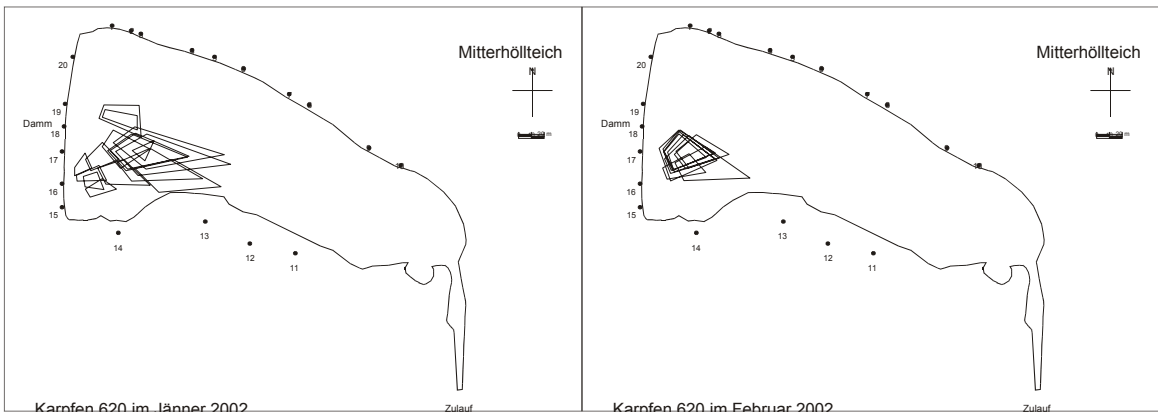 Mitterhöllteich
N
20
19
Damm
18
17
16
15
14
13
12
11
Karpfen 620 im Jänner 2002
Zulauf
Mitterhöllteich
N
20
19
Damm
18
17
16
15
14
13
12
11
Karpfen 620 im Februar 2002
Zulauf